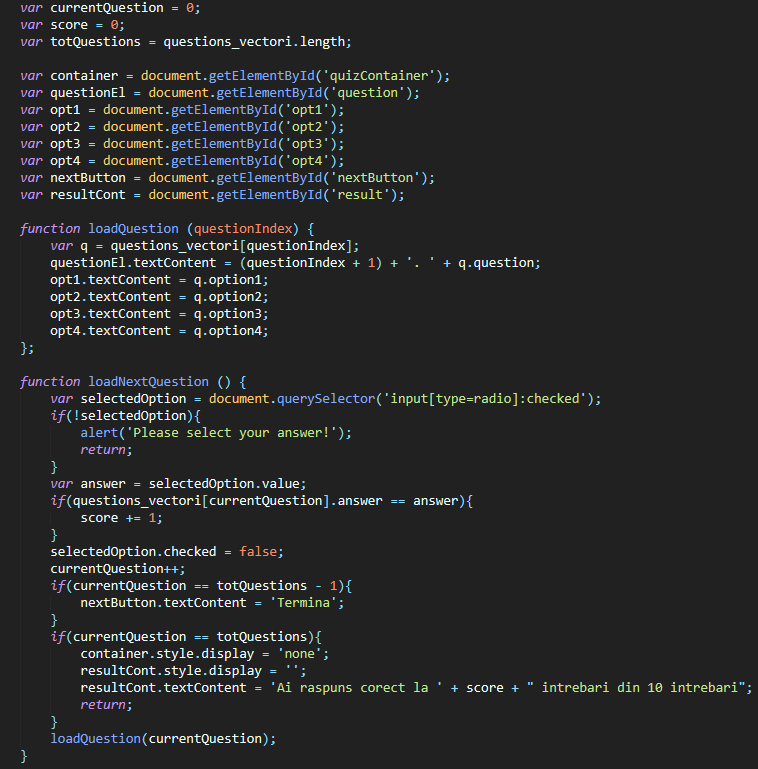 var currentQuestion = 0;
var score = 0;
var totQuestions = questions_vectori.length;

var container = document.getElementById('quizContainer');
var questionEl = document.getElementById('question');
var opt1 = document.getElementById('opt1');
var opt2 = document.getElementById('opt2');
var opt3 = document.getElementById('opt3');
var opt4 = document.getElementById('opt4');
var nextButton = document.getElementById('nextButton');
var resultCont = document.getElementById('result');

function loadQuestion (questionIndex) {
    var q = questions_vectori[questionIndex];
    questionEl.textContent = (questionIndex + 1) + '. ' + q.question;
    opt1.textContent = q.option1;
    opt2.textContent = q.option2;
    opt3.textContent = q.option3;
    opt4.textContent = q.option4;
};

function loadNextQuestion () {
    var selectedOption = document.querySelector('input[type=radio]:checked');
    if(!selectedOption){
        alert('Please select your answer!');
        return;
    }
    var answer = selectedOption.value;
    if(questions_vectori[currentQuestion].answer == answer){
        score += 1;
    }
    selectedOption.checked = false;
    currentQuestion++;
    if(currentQuestion == totQuestions - 1){
        nextButton.textContent = 'Termina';
    }
    if(currentQuestion == totQuestions){
        container.style.display = 'none';
        resultCont.style.display = '';
        resultCont.textContent = 'Ai raspuns corect la ' + score + " intrebari din 10 intrebari";
        return;
    }
    loadQuestion(currentQuestion);
}